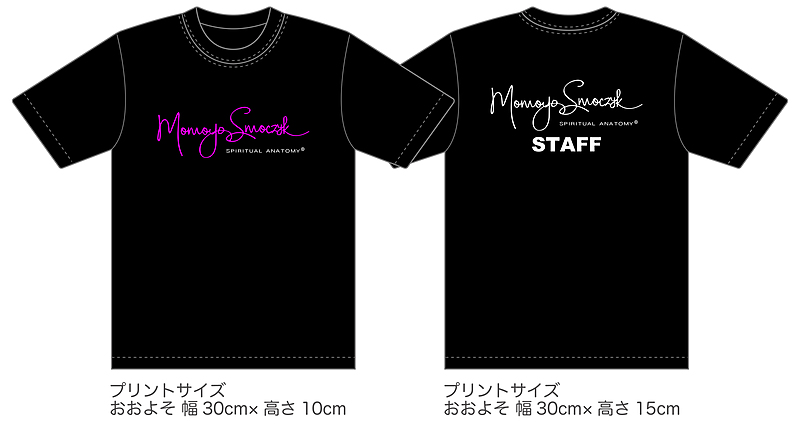 Momoyo Smoczyk
SPIRITUAL ANATOMY®
プリントサイズ
おおよそ 幅 30cm× 高さ 10cm
Momoyo Smoczyk
SPIRITUAL ANATOMY®
STAFF
プリントサイズ
おおよそ 幅 30cm× 高さ 15cm